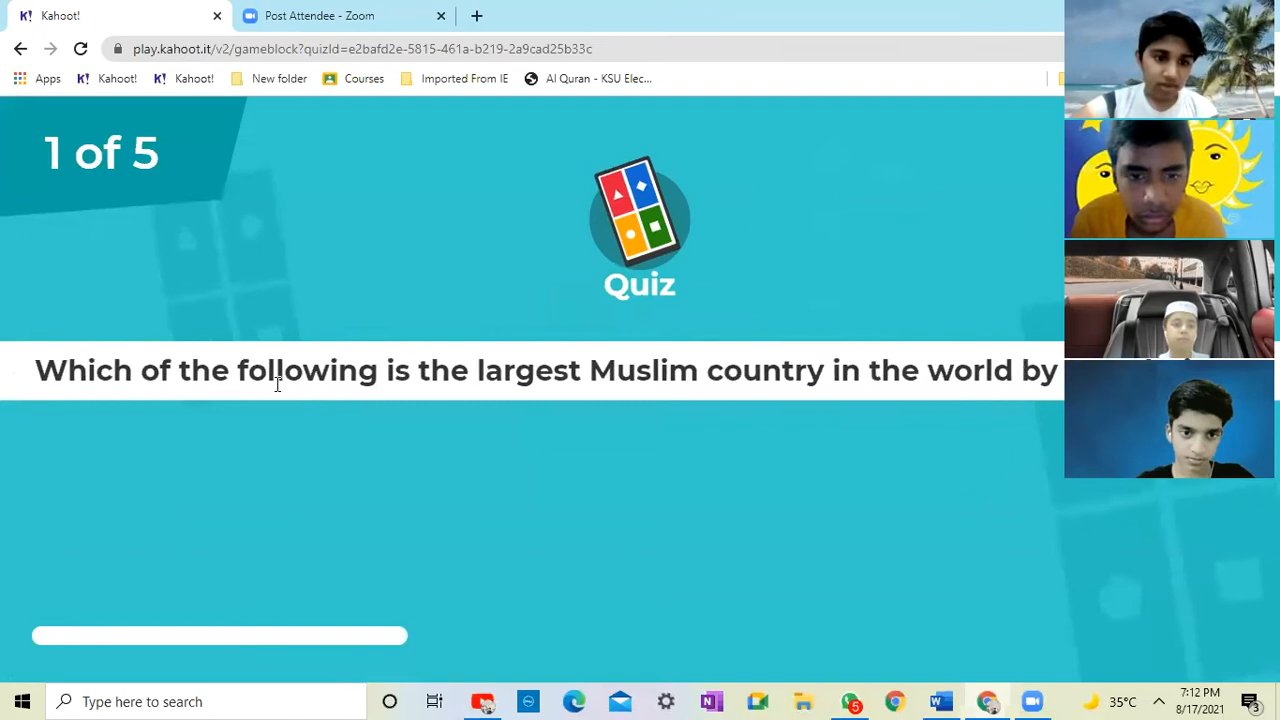 Kahoot!
Post Attendee - Zoom
play.kahoot.it/v2/gameblock?quizId=e2bafd2e-5815-461a-b219-2a9cad25b33c
Apps K! Kahoot! K! Kahoot! New folder Courses Imported From IE Al Quran - KSU Elec...
1 of 5
Quiz
Which of the following is the largest Muslim country in the world by
Type here to search
5
35°C
7:12 PM
8/17/2021
3